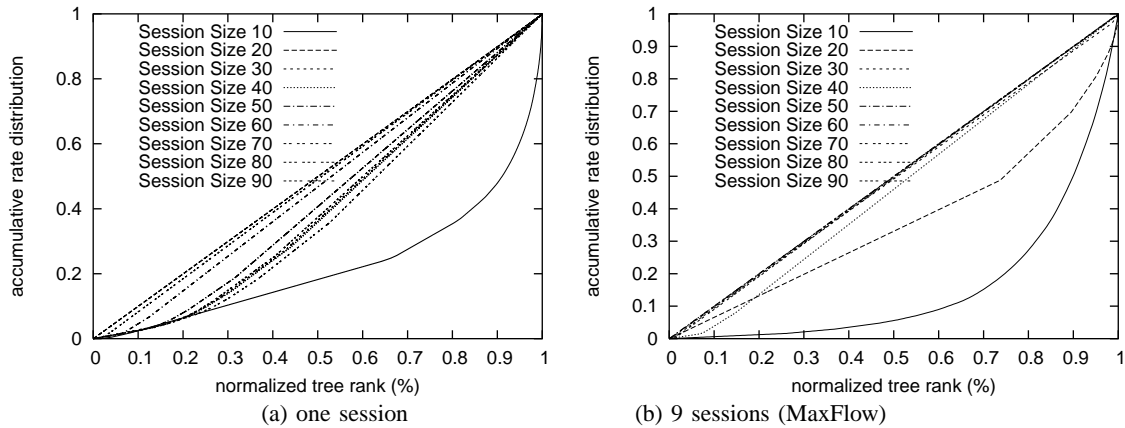 1
0.8
0.6
0.4
0.2
0
accumulative rate distribution
Session Size 10
Session Size 20
Session Size 30
Session Size 40
Session Size 50
Session Size 60
Session Size 70
Session Size 80
Session Size 90
0 0.1 0.2 0.3 0.4 0.5 0.6 0.7 0.8 0.9 1
normalized tree rank (%)
(a) one session
1
0.9
0.8
0.7
0.6
0.5
0.4
0.3
0.2
0.1
0
accumulative rate distribution
Session Size 10
Session Size 20
Session Size 30
Session Size 40
Session Size 50
Session Size 60
Session Size 70
Session Size 80
Session Size 90
0 0.1 0.2 0.3 0.4 0.5 0.6 0.7 0.8 0.9 1
normalized tree rank (%)
(b) 9 sessions (MaxFlow)